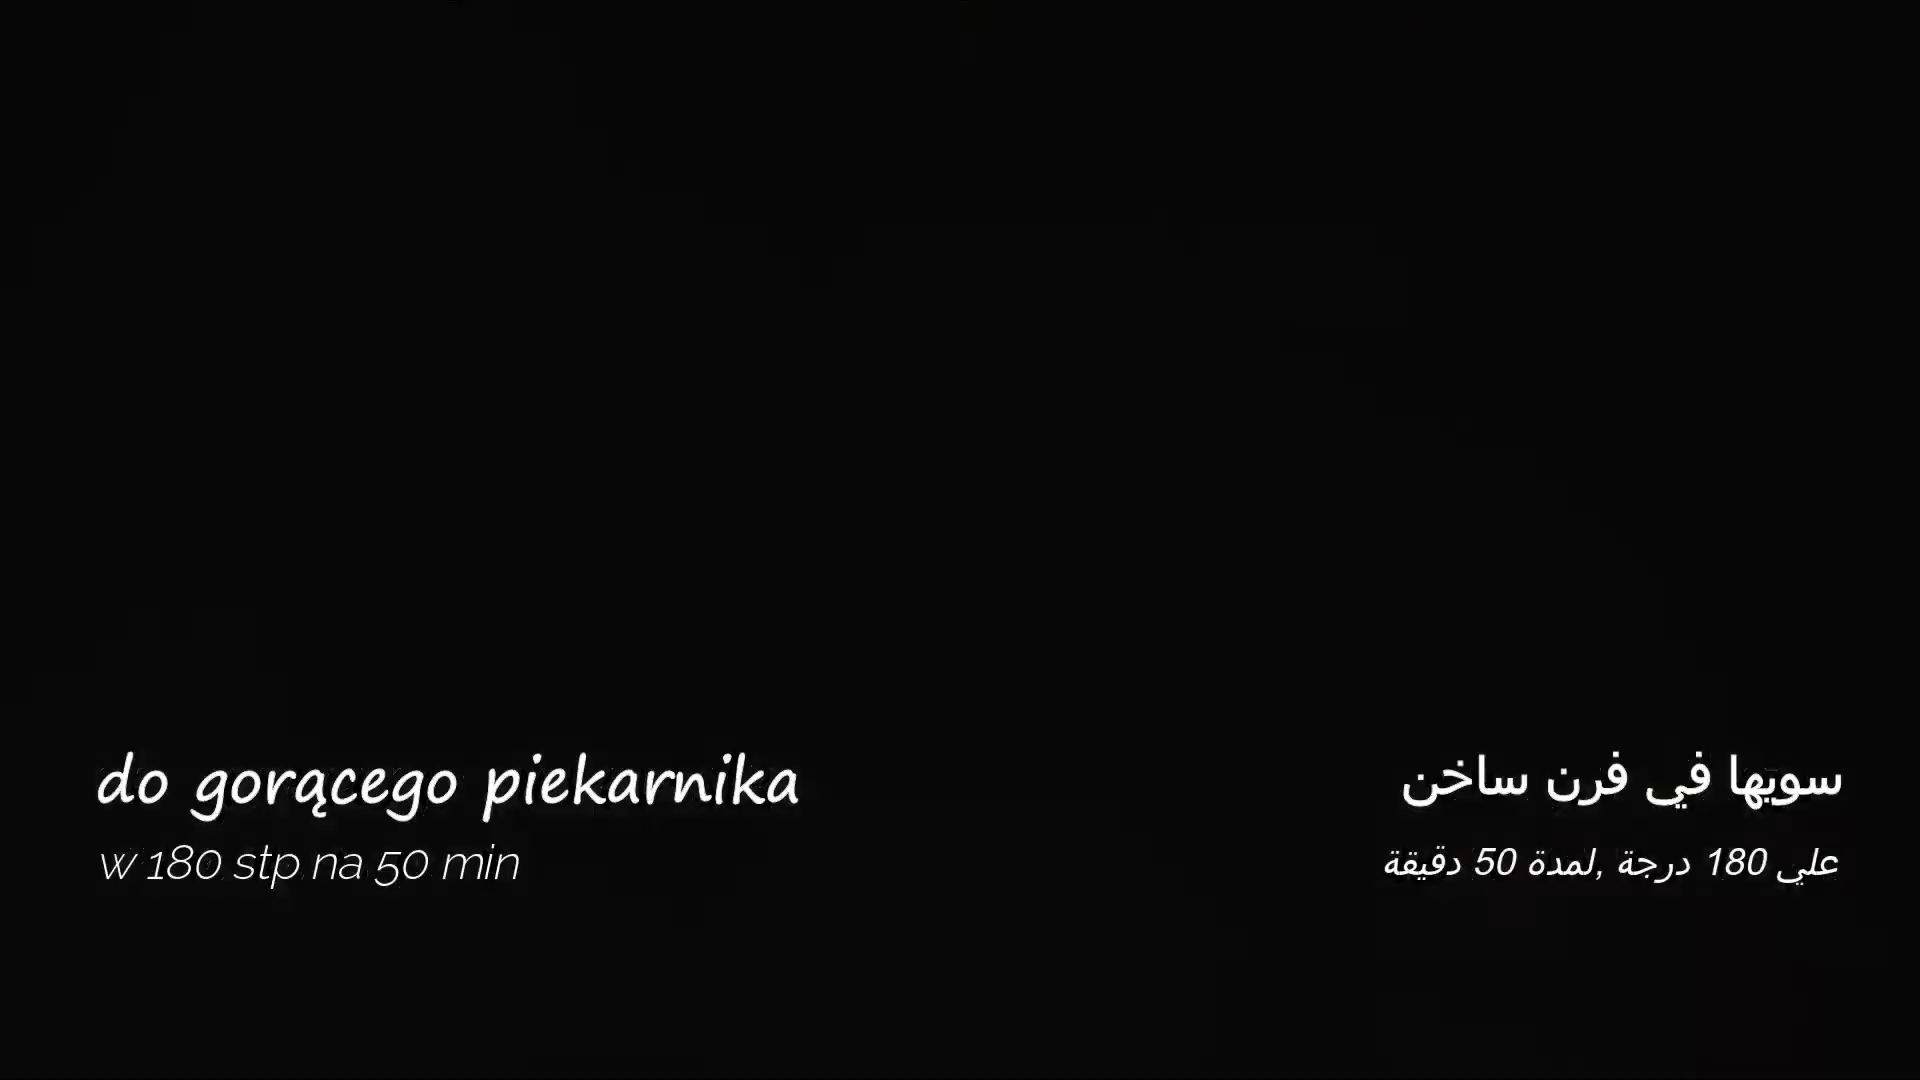 do gorącego piekarnika
w 180 stp na 50 min
سويها في فرن ساخن
علي 180 درجة ,لمدة 50 دقيقة